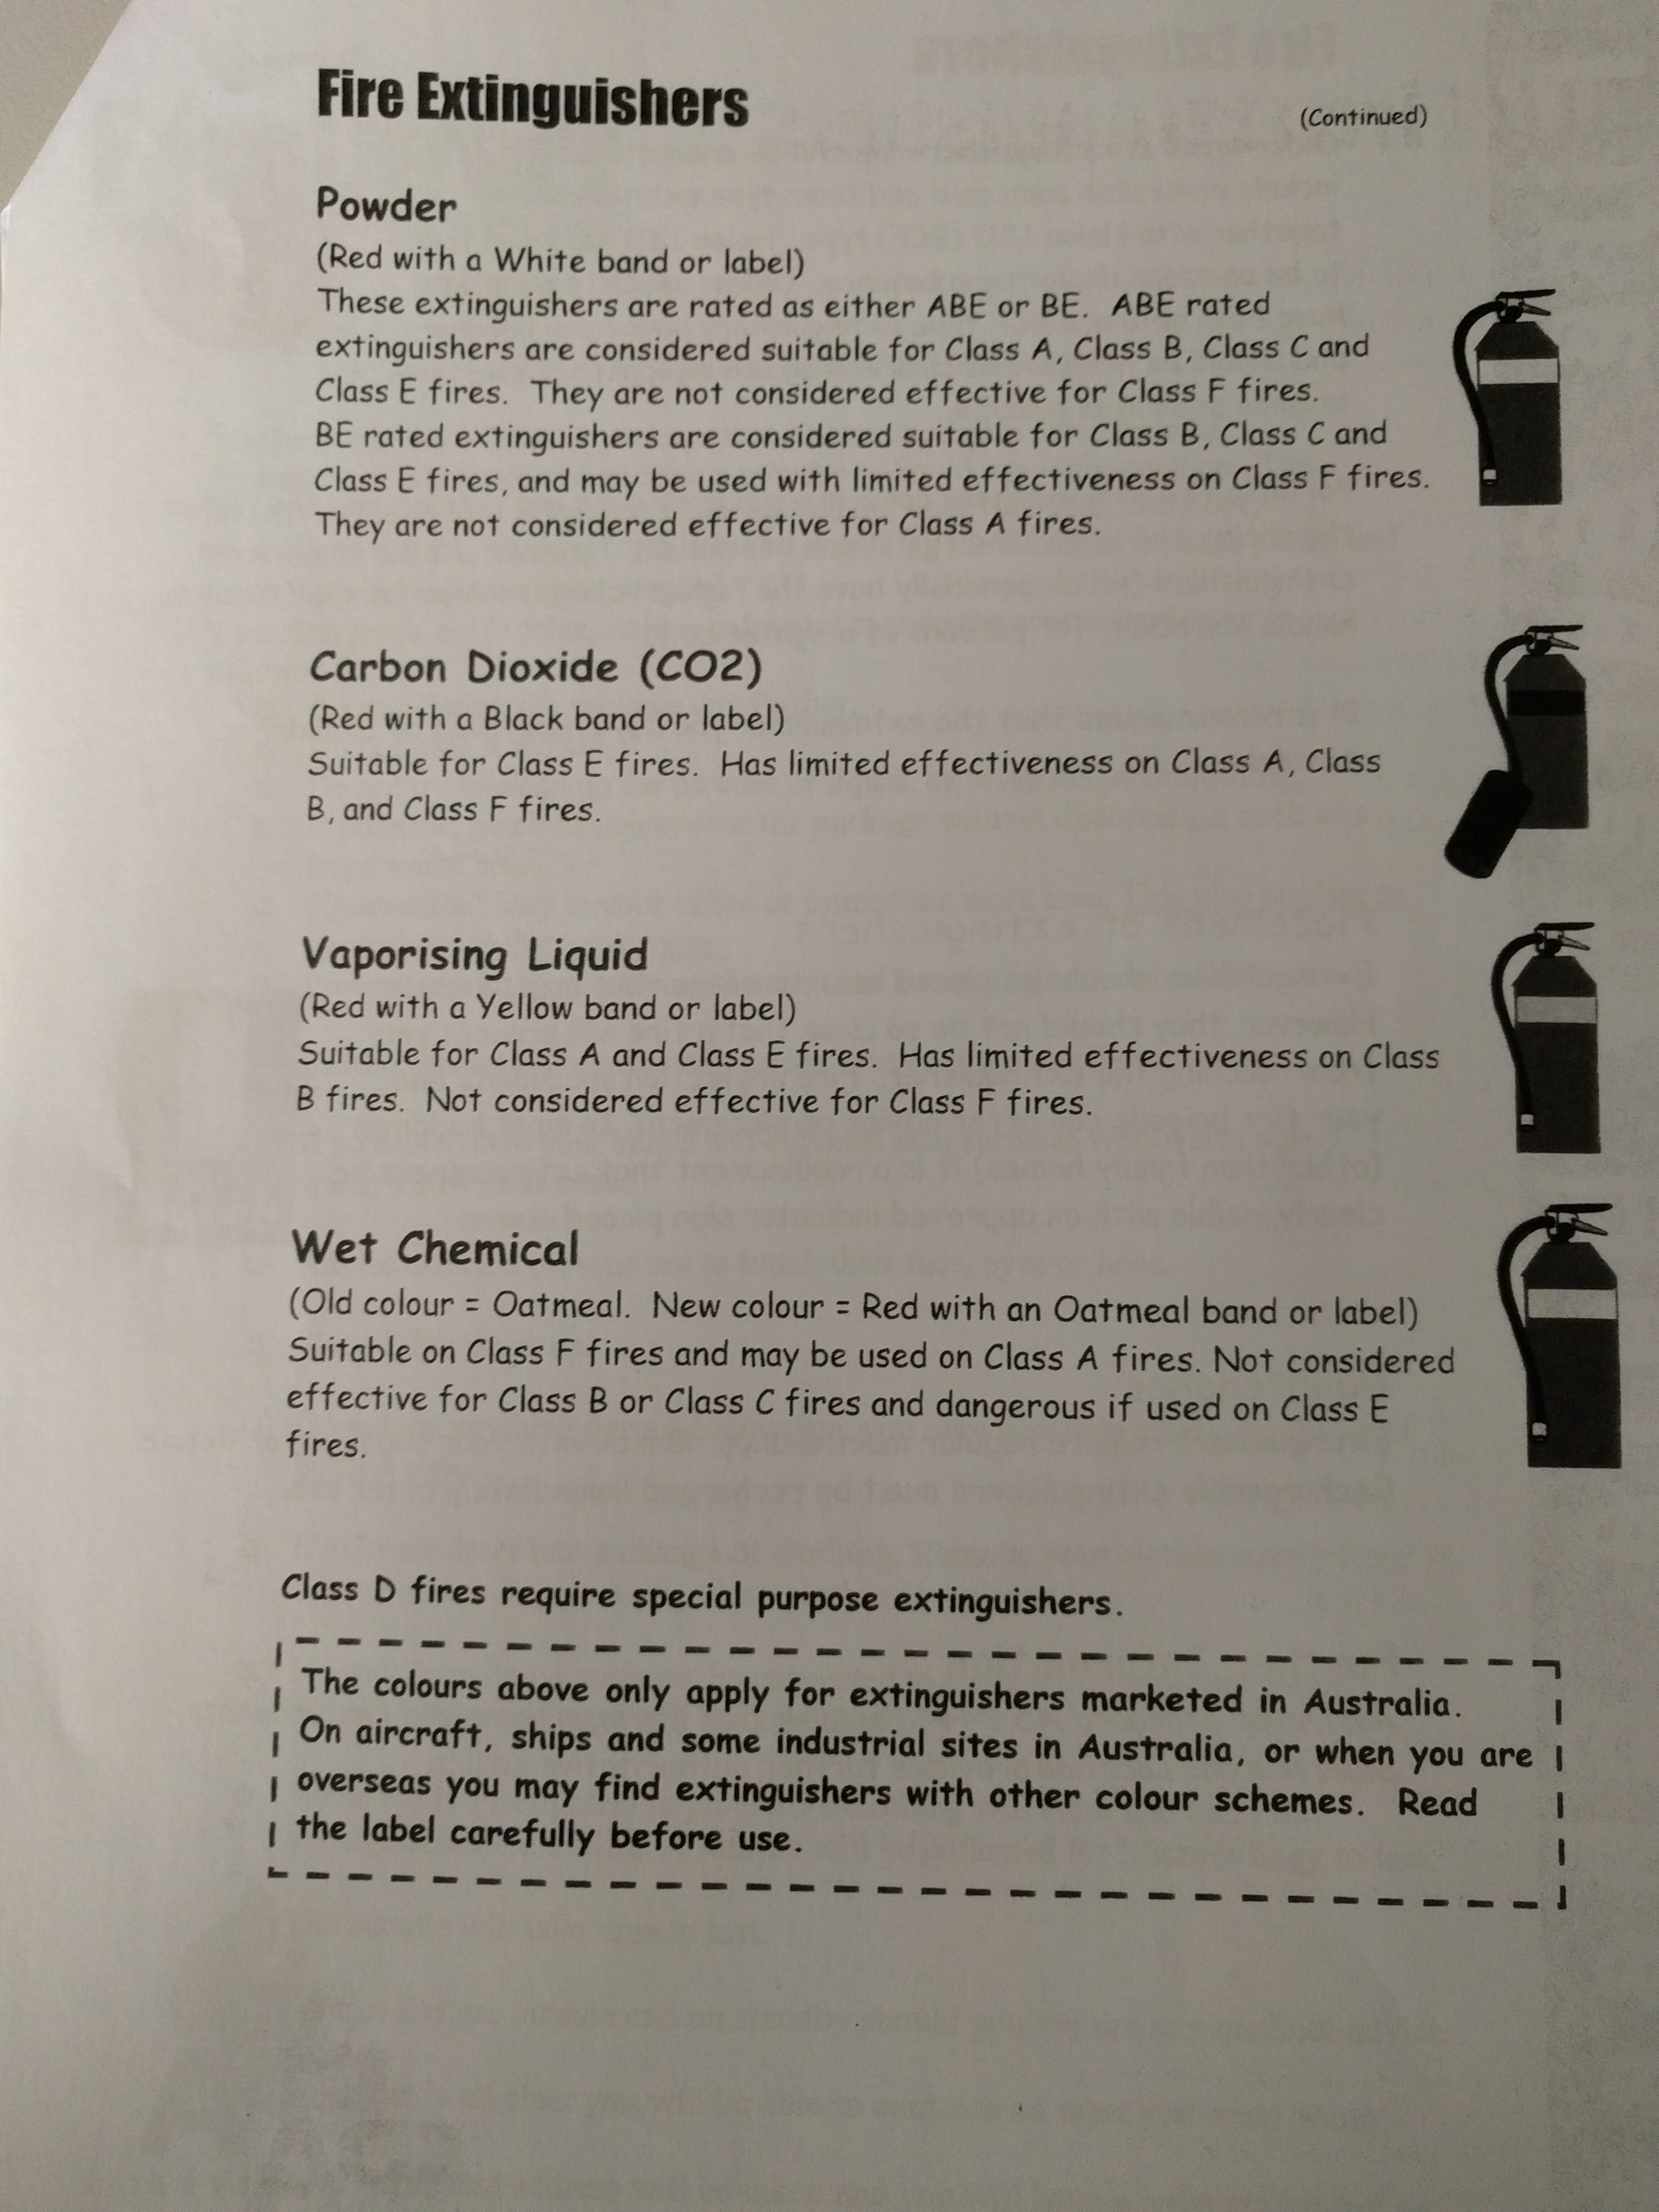 Fire Extinguishers
(Continued)
Powder
(Red with a White band or label)
These extinguishers are rated as either ABE or BE. ABE rated
extinguishers are considered suitable for Class A, Class B, Class C and
Class E fires. They are not considered effective for Class F fires.
BE rated extinguishers are considered suitable for Class B, Class C and
Class E fires, and may be used with limited effectiveness on Class F fires.
They are not considered effective for Class A fires.
Carbon Dioxide (CO2)
(Red with a Black band or label)
Suitable for Class E fires. Has limited effectiveness on Class A, Class
B, and Class F fires.
Vaporising Liquid
(Red with a Yellow band or label)
Suitable for Class A and Class E fires. Has limited effectiveness on Class
B fires. Not considered effective for Class F fires.
Wet Chemical
(Old colour = Oatmeal. New colour = Red with an Oatmeal band or label)
Suitable on Class F fires and may be used on Class A fires. Not considered
effective for Class B or Class C fires and dangerous if used on Class E
fires.
Class D fires require special purpose extinguishers.
The colours above only apply for extinguishers marketed in Australia.
On aircraft, ships and some industrial sites in Australia, or when you are
overseas you may find extinguishers with other colour schemes. Read
the label carefully before use.